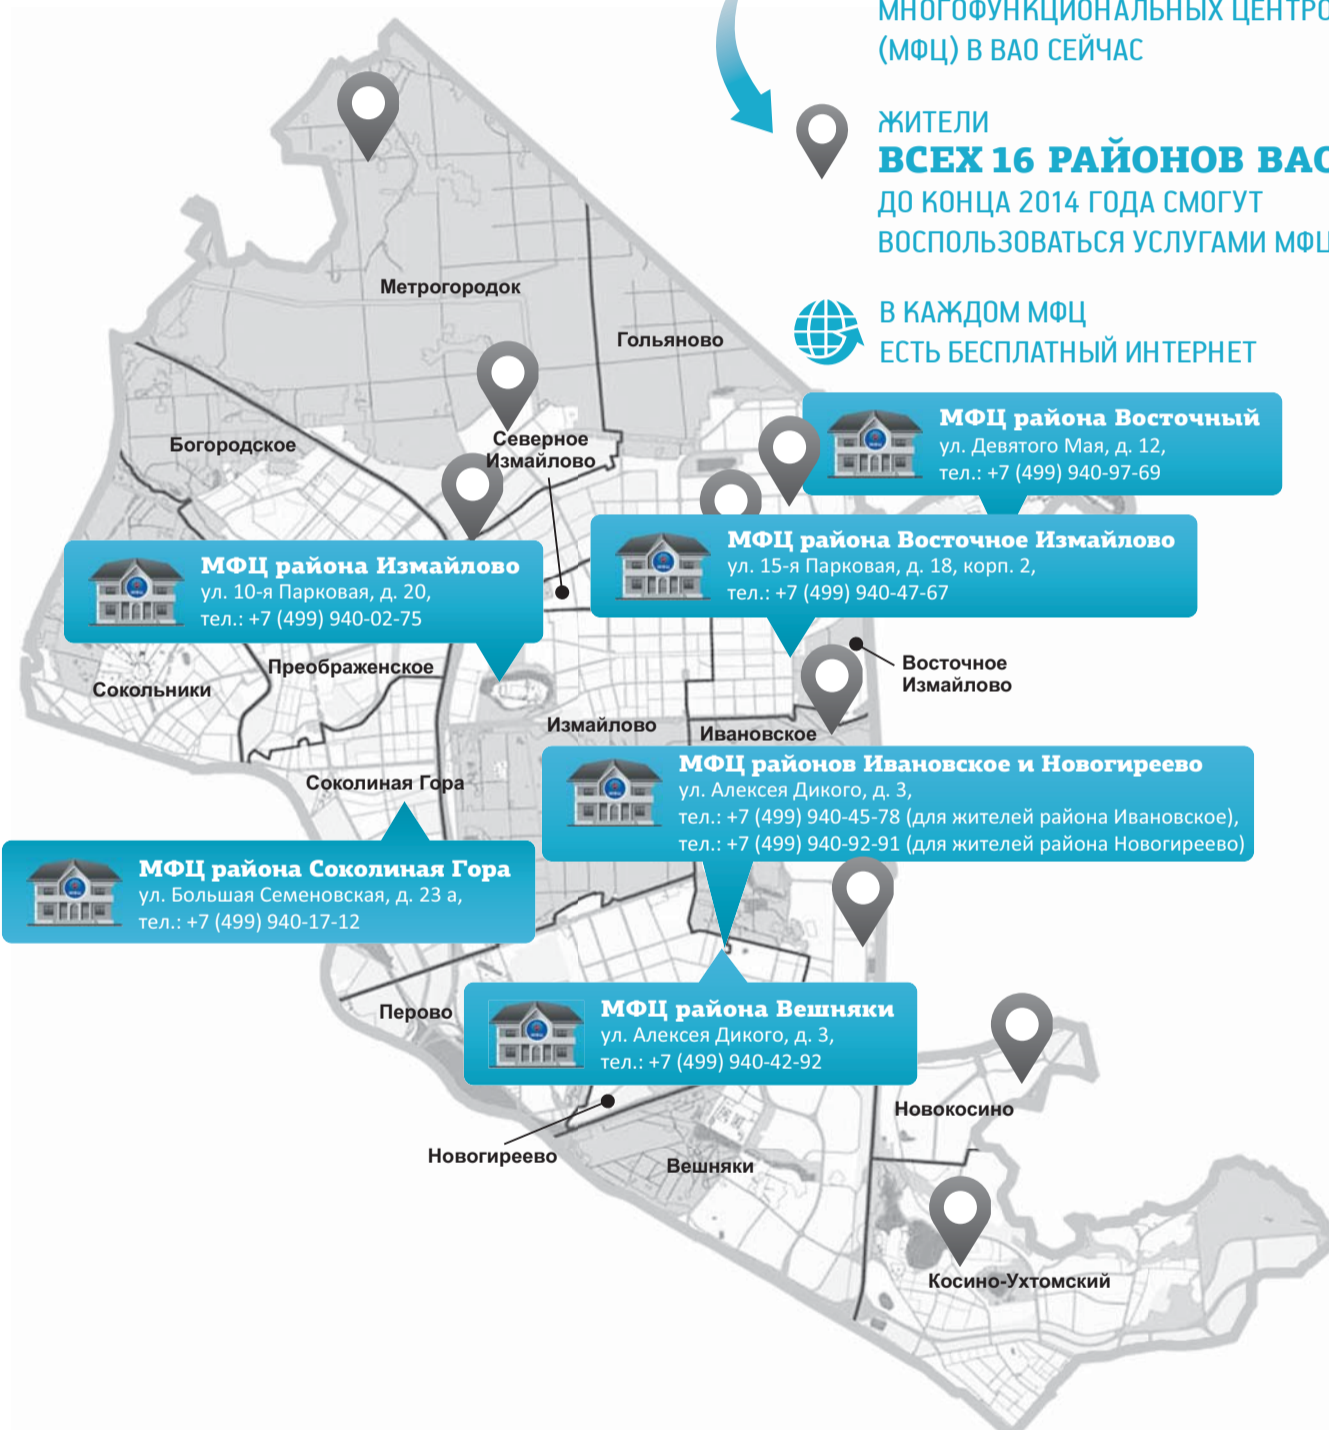 МНОГОФУНКЦИОНАЛЬНЫХ ЦЕНТРО
(МФЦ) В ВАО СЕЙЧАС
ЖИТЕЛИ
ВСЕХ 16 РАЙОНОВ ВАО
ДО КОНЦА 2014 ГОДА СМОГУТ
ВОСПОЛЬЗОВАТЬСЯ УСЛУГАМИ МФЦ
В КАЖДОМ МФЦ
ЕСТЬ БЕСПЛАТНЫЙ ИНТЕРНЕТ
Метрогородок
Гольяново
Богородское
Северное
Измайлово
МФЦ района Восточный
ул. Девятого Мая, д. 12,
тел.: +7 (499) 940-97-69
МФЦ района Восточное Измайлово
ул. 15-я Парковая, д. 18, корп. 2,
тел.: +7 (499) 940-47-67
МФЦ района Измайлово
ул. 10-я Парковая, д. 20,
тел.: +7 (499) 940-02-75
Преображенское
Сокольники
Восточное
Измайлово
Измайлово
Ивановское
Соколиная Гора
МФЦ районов Ивановское и Новогиреево
ул. Алексея Дикого, д. 3,
тел.: +7 (499) 940-45-78 (для жителей района Ивановское),
тел.: +7 (499) 940-92-91 (для жителей района Новогиреево)
МФЦ района Соколиная Гора
ул. Большая Семеновская, д. 23 а,
тел.: +7 (499) 940-17-12
Перово
МФЦ района Вешняки
ул. Алексея Дикого, д. 3,
тел.: +7 (499) 940-42-92
Новокосино
Новогиреево
Вешняки
Косино-Ухтомский